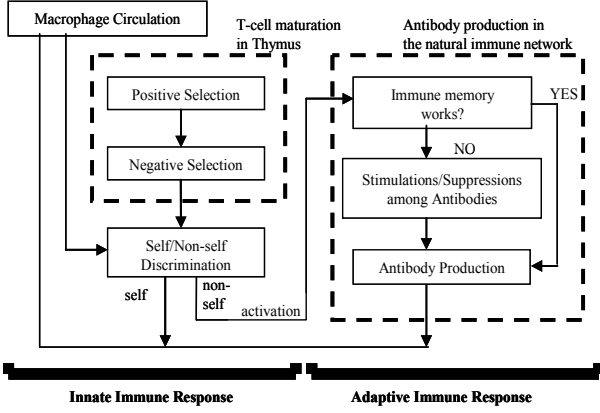 Macrophage Circulation
T-cell maturation
in Thymus
Positive Selection
Negative Selection
Self/Non-self
Discrimination
self
non-
self
activation
Antibody production in
the natural immune network
Immune memory
works?
YES
NO
Stimulations/Suppressions
among Antibodies
Antibody Production
Innate Immune Response
Adaptive Immune Response